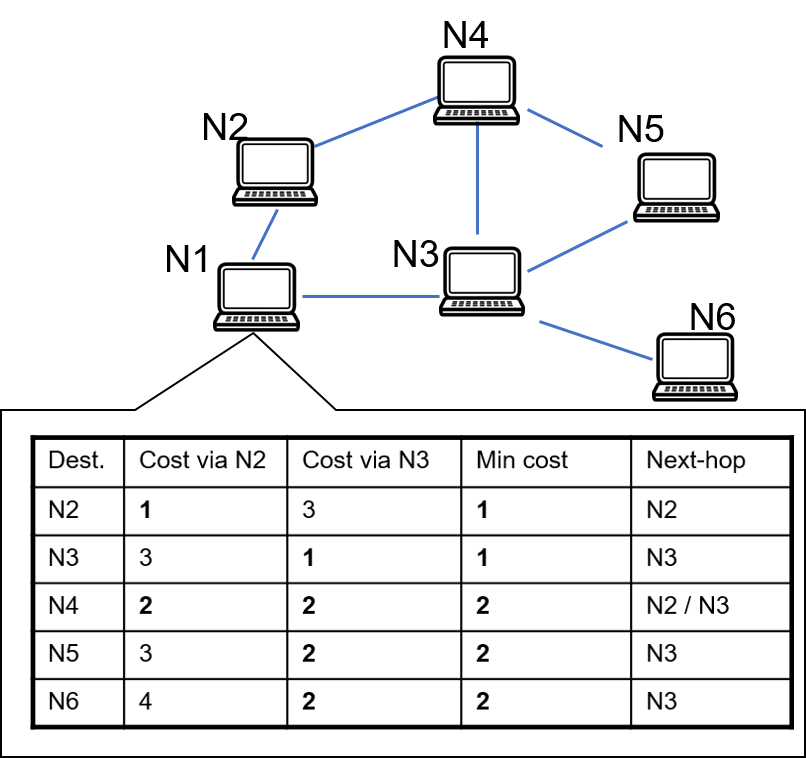 N4
N2
N5
N1
N3
N6
Dest. Cost via N2 Cost via N3 Min cost Next-hop
N2 1 3 1 N2
N3 3 1 1 N3
N4 2 2 2 N2 / N3
N5 3 2 2 N3
N6 4 2 2 N3